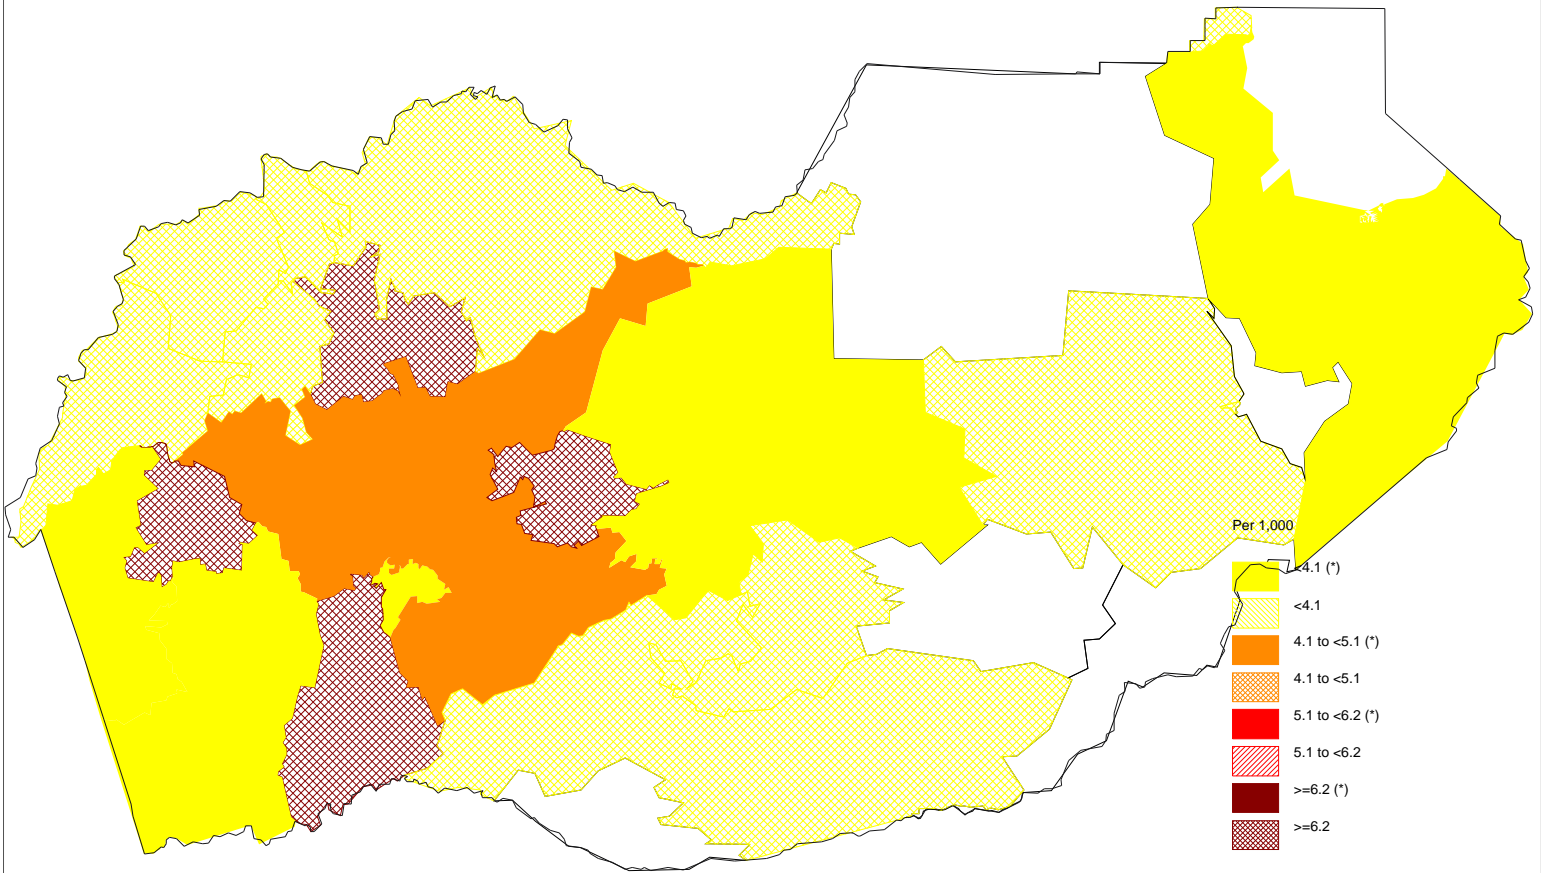 Per 1,000
<4.1 (*)
<4.1
4.1 to <5.1 (*)
4.1 to <5.1
5.1 to <6.2 (*)
5.1 to <6.2
>=6.2 (*)
>=6.2